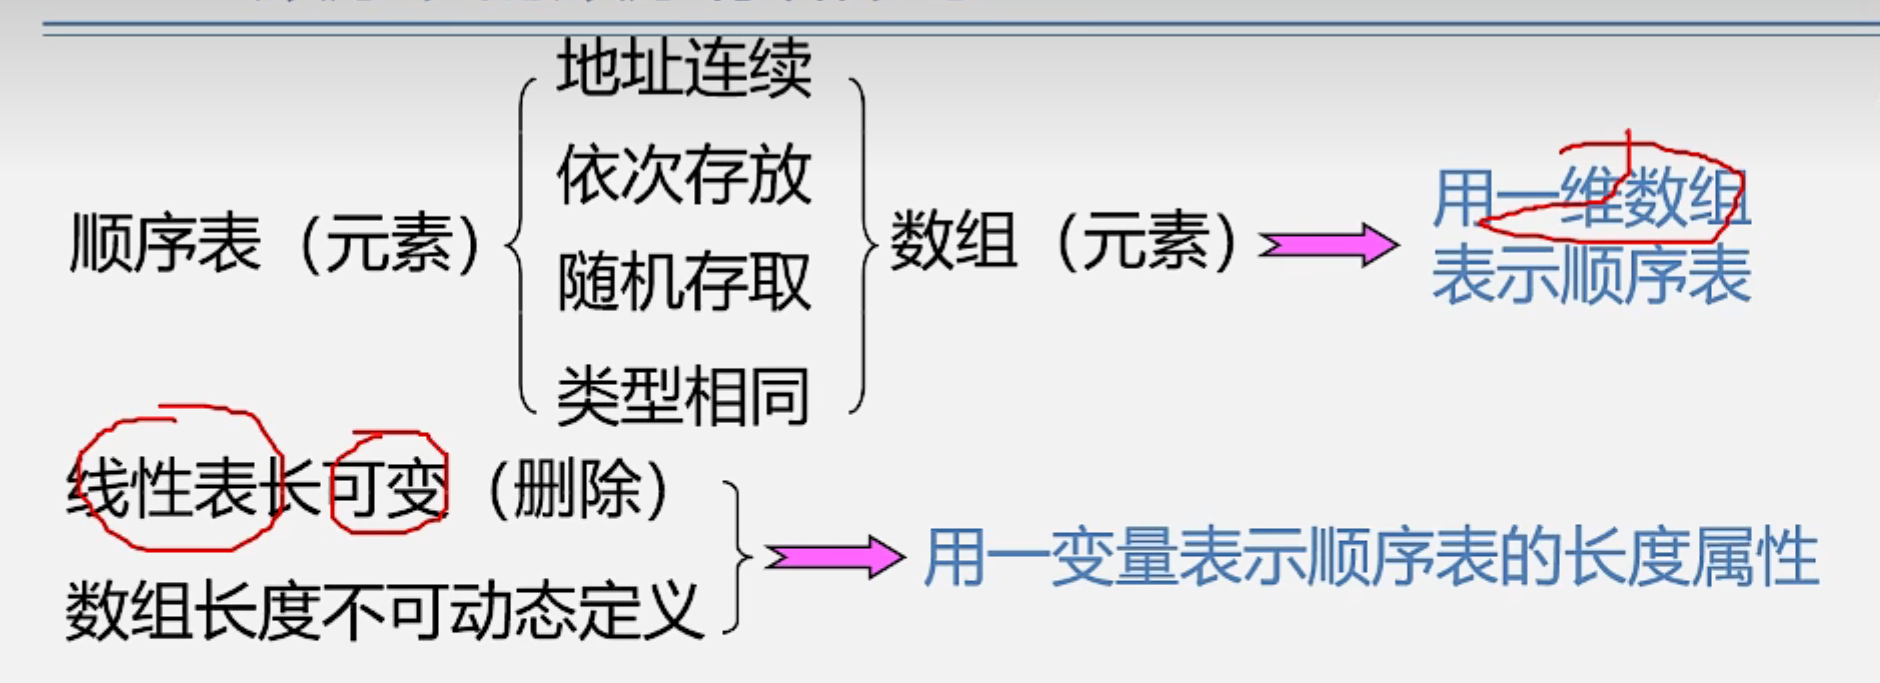 地址连续
依次存放
顺序表（元素） 数组（元素） 用一维数组
随机存取 表示顺序表
类型相同
线性表长可变（删除）
用一变量表示顺序表的长度属性
数组长度不可动态定义